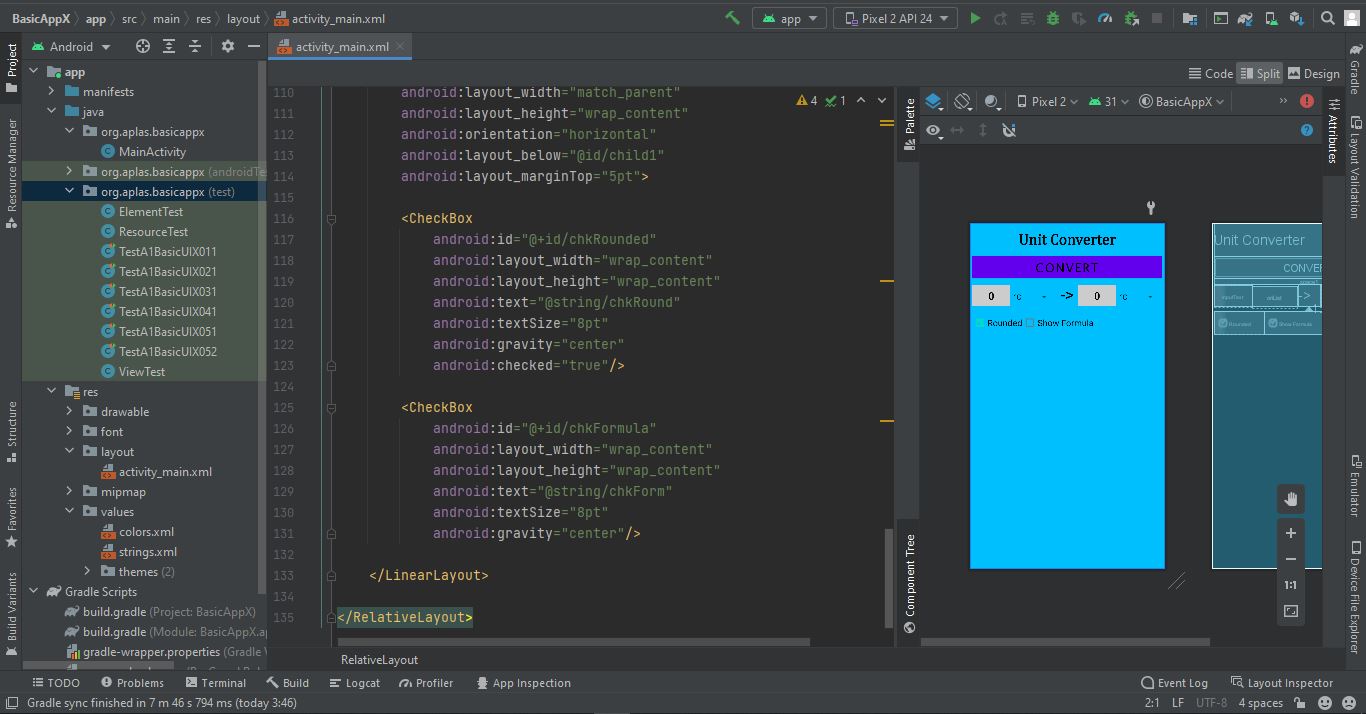 BasicAppX app src main res layout activity_main.xml
app Pixel 2 API 24
Android activity_main.xml
Code Split Design
Project
Resource Manager
Structure
Favorites
Build Variants
app
manifests
java
org.aplas.basicappx
MainActivity
org.aplas.basicappx (androidTe
org.aplas.basicappx (test)
ElementTest
ResourceTest
TestA1BasicUIX011
TestA1BasicUIX021
TestA1BasicUIX031
TestA1BasicUIX041
TestA1BasicUIX051
TestA1BasicUIX052
ViewTest
res
drawable
font
layout
activity_main.xml
mipmap
values
colors.xml
strings.xml
themes (2)
Gradle Scripts
build.gradle (Project: BasicAppX)
build.gradle (Module: BasicAppX.ap
gradle-wrapper.properties (Gradle V
110 android:layout_width="match_parent"
111 android:layout_height="wrap_content"
112 android:orientation="horizontal"
113 android:layout_below="@id/child1"
114 android:layout_marginTop="5pt">
115
116 <CheckBox
117 android:id="@+id/chkRounded"
118 android:layout_width="wrap_content"
119 android:layout_height="wrap_content"
120 android:text="@string/chkRound"
121 android:textSize="8pt"
122 android:gravity="center"
123 android:checked="true"/>
124
125 <CheckBox
126 android:id="@+id/chkFormula"
127 android:layout_width="wrap_content"
128 android:layout_height="wrap_content"
129 android:text="@string/chkForm"
130 android:textSize="8pt"
131 android:gravity="center"/>
132
133 </LinearLayout>
134
135 </RelativeLayout>
4 1
RelativeLayout
Palette
Component Tree
Pixel 2 31 BasicAppX
Unit Converter
CONVERT
0 °C -> 0 °C
Rounded Show Formula
Unit Converter
CONVER
inputText oriList ->
Rounded Show Formula
1:1
Attributes
Gradle
Layout Validation
Emulator
Device File Explorer
TODO Problems Terminal Build Logcat Profiler App Inspection Event Log Layout Inspector
Gradle sync finished in 7 m 46 s 794 ms (today 3:46) 2:1 LF UTF-8 4 spaces